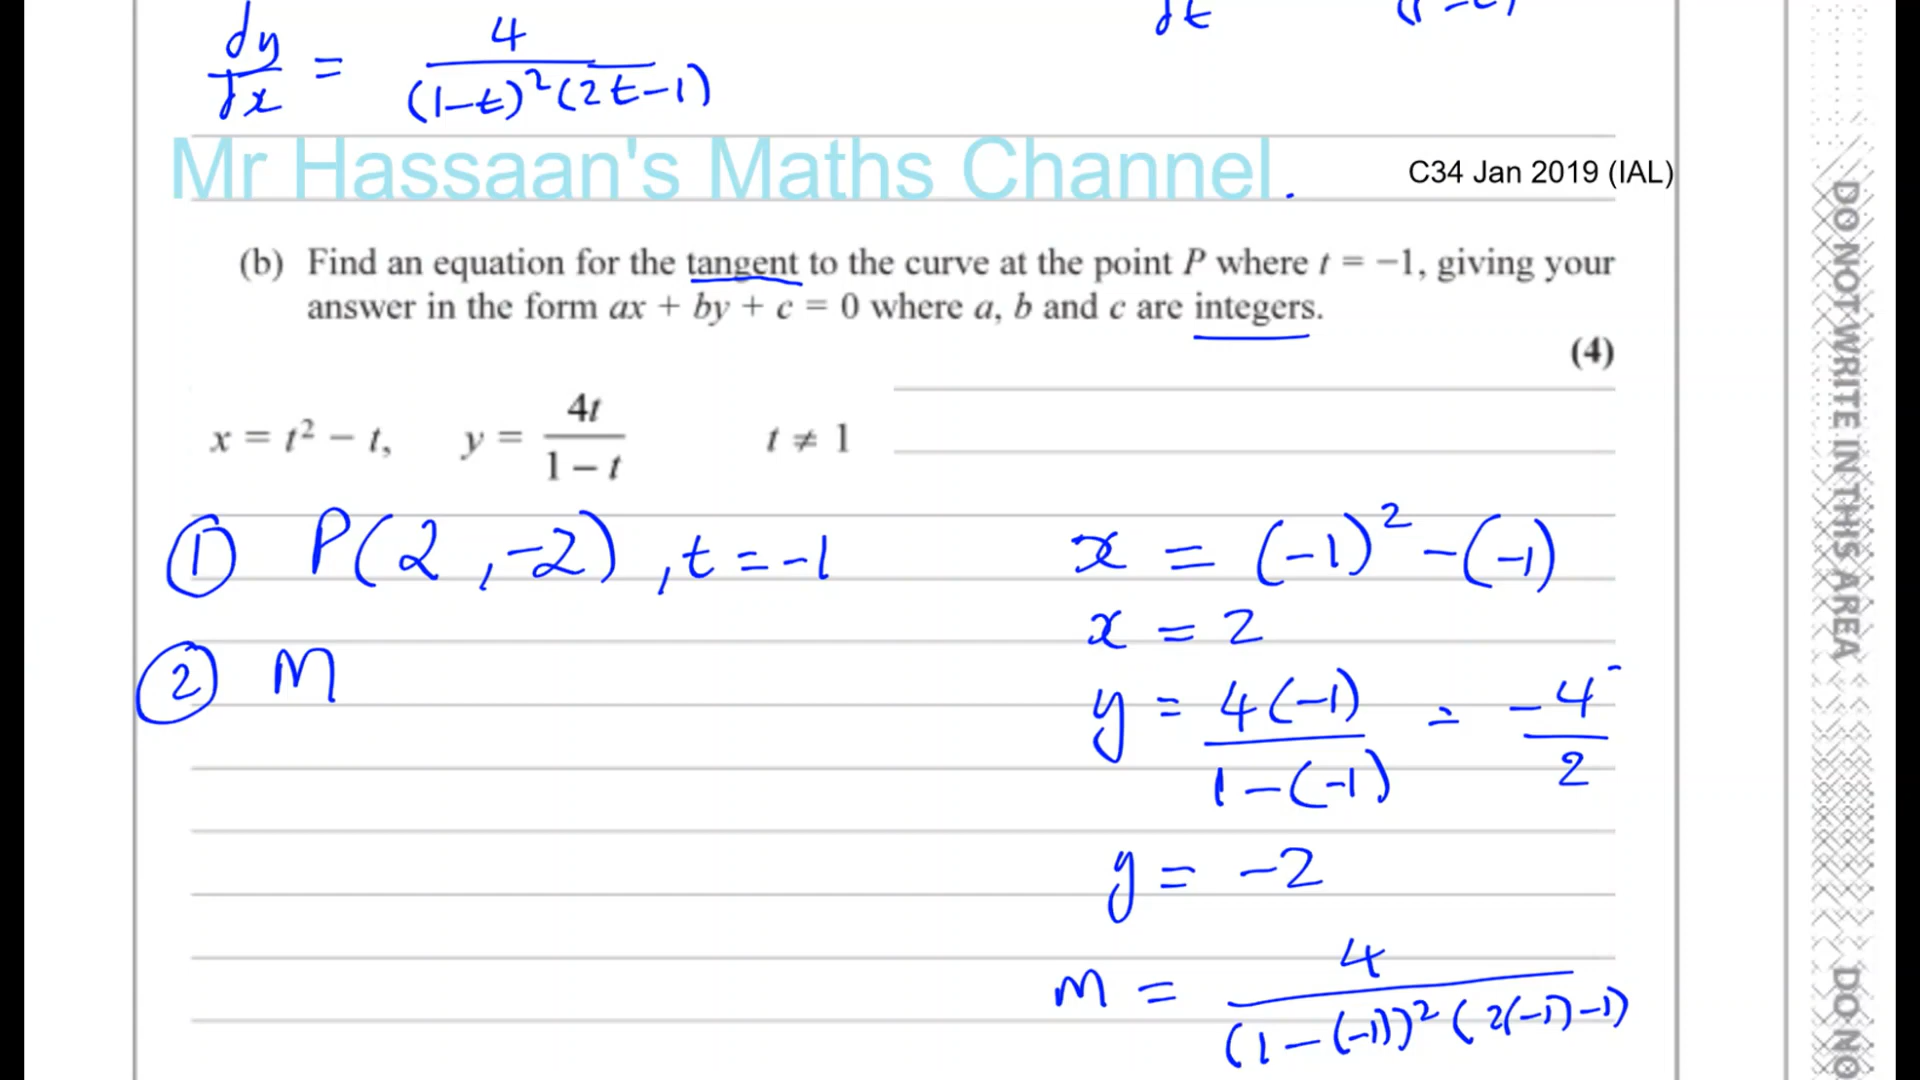 dy/dx = 4/((1-t)²(2t-1))
dt
Mr Hassaan's Maths Channel.
C34 Jan 2019 (IAL)
(b) Find an equation for the tangent to the curve at the point P where t = −1, giving your
answer in the form ax + by + c = 0 where a, b and c are integers.
(4)
x = t² − t, y = 4t/(1 − t) t ≠ 1
① P(2, -2), t = -1
x = (-1)² - (-1)
x = 2
② M
y = 4(-1)/(1-(-1)) = -4/2
y = -2
m = 4/((1-(-1))²(2(-1)-1))
DO NOT WRITE IN THIS AREA
DO NO